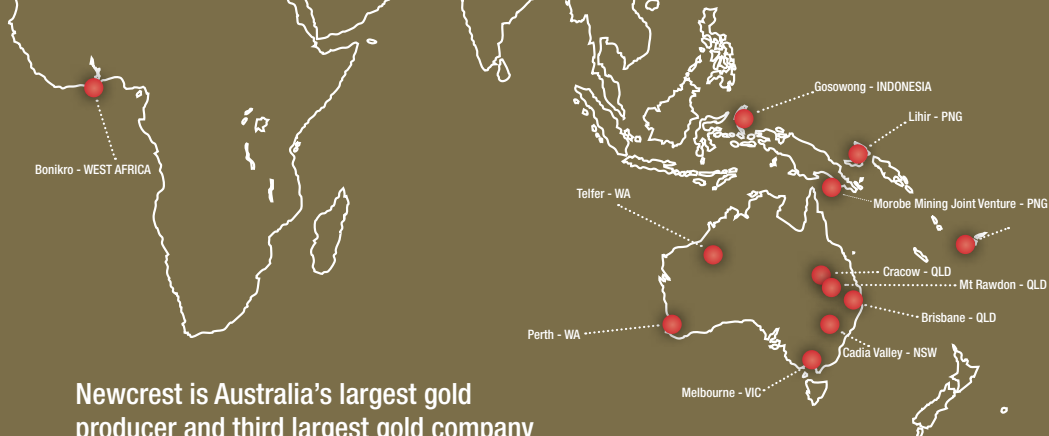 Gosowong - INDONESIA
Lihir - PNG
Bonikro - WEST AFRICA
Telfer - WA
Morobe Mining Joint Venture - PNG
Cracow - QLD
Mt Rawdon - QLD
Brisbane - QLD
Perth - WA
Cadia Valley - NSW
Melbourne - VIC
Newcrest is Australia’s largest gold
producer and third largest gold company